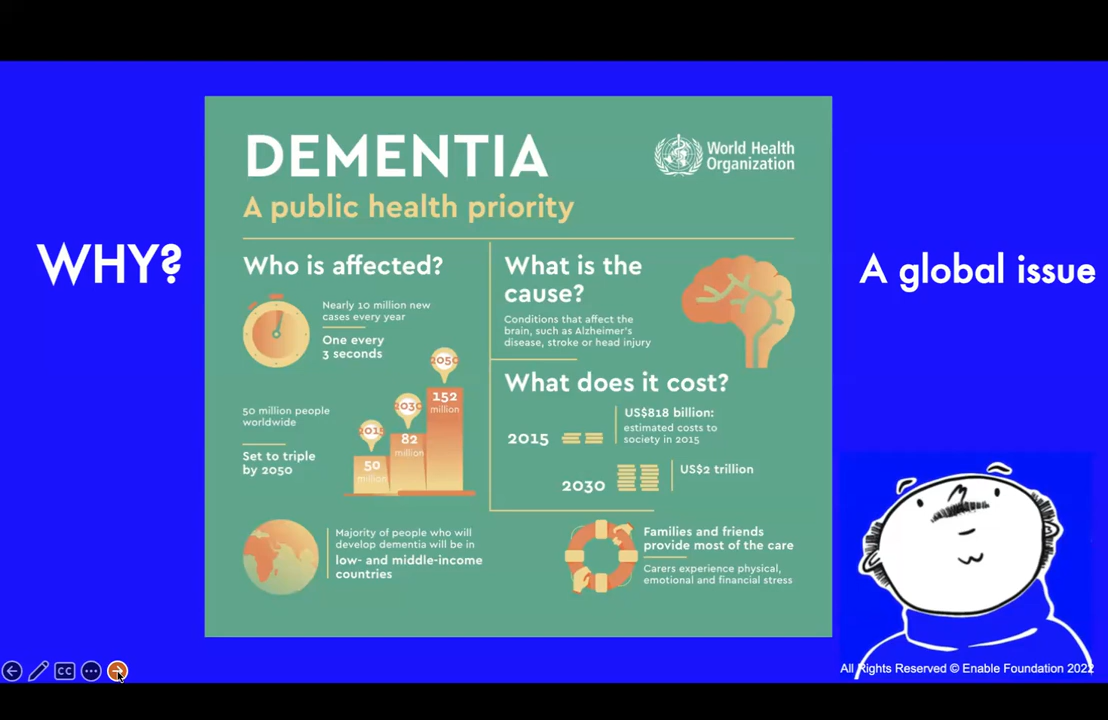 WHY?
DEMENTIA
World Health
Organization
A public health priority
Who is affected?
Nearly 10 million new
cases every year
One every
3 seconds
50 million people
worldwide
Set to triple
by 2050
2015
50
million
2030
82
million
2050
152
million
Majority of people who will
develop dementia will be in
low- and middle-income
countries
What is the
cause?
Conditions that affect the
brain, such as Alzheimer's
disease, stroke or head injury
What does it cost?
2015
US$818 billion:
estimated costs to
society in 2015
2030
US$2 trillion
Families and friends
provide most of the care
Carers experience physical,
emotional and financial stress
A global issue
CC
All Rights Reserved © Enable Foundation 2022